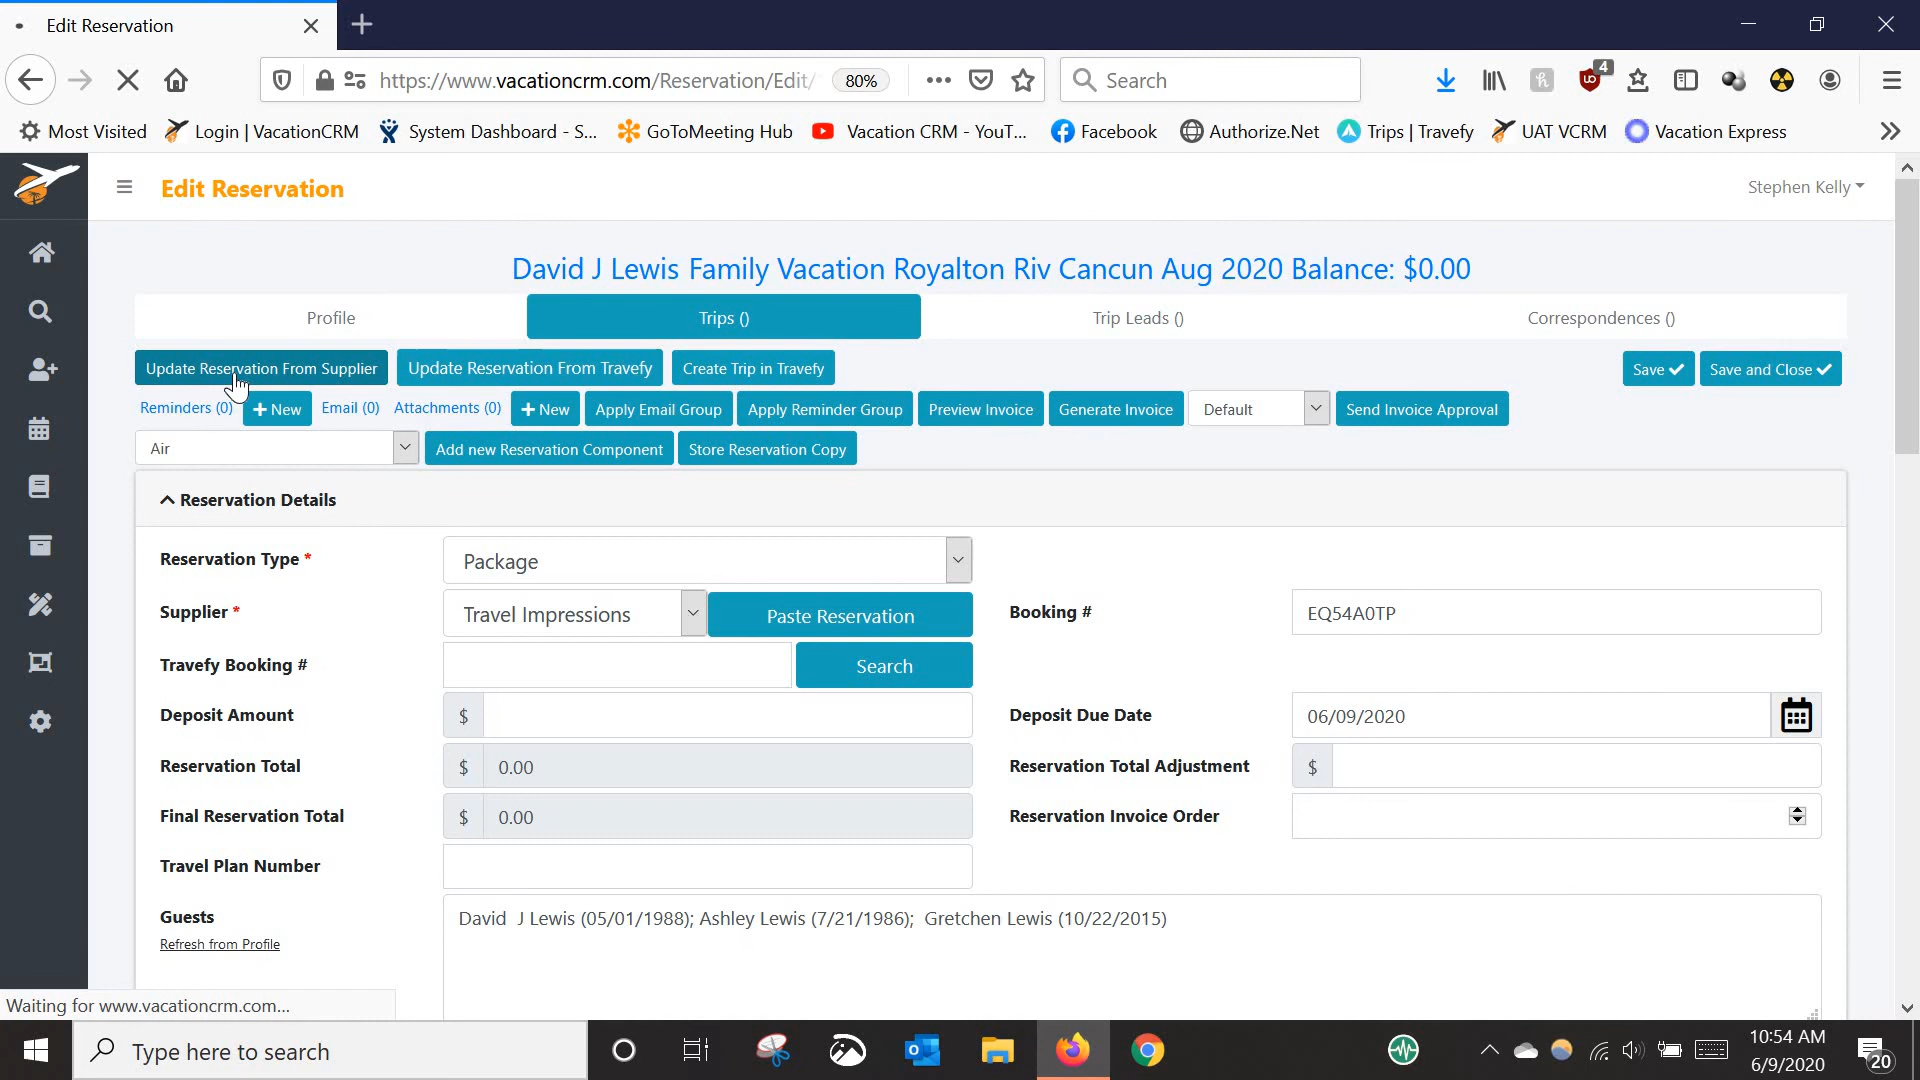 Edit Reservation
https://www.vacationcrm.com/Reservation/Edit/
80%
Search
4
Most Visited
Login | VacationCRM
System Dashboard - S...
GoToMeeting Hub
Vacation CRM - YouT...
Facebook
Authorize.Net
Trips | Travefy
UAT VCRM
Vacation Express
Edit Reservation
Stephen Kelly
David J Lewis Family Vacation Royalton Riv Cancun Aug 2020 Balance: $0.00
Profile
Trips ()
Trip Leads ()
Correspondences ()
Update Reservation From Supplier
Update Reservation From Travefy
Create Trip in Travefy
Save
Save and Close
Reminders (0)
+ New
Email (0)
Attachments (0)
+ New
Apply Email Group
Apply Reminder Group
Preview Invoice
Generate Invoice
Default
Send Invoice Approval
Air
Add new Reservation Component
Store Reservation Copy
Reservation Details
Reservation Type *
Package
Supplier *
Travel Impressions
Paste Reservation
Booking #
EQ54A0TP
Travefy Booking #
Search
Deposit Amount
$
Deposit Due Date
06/09/2020
Reservation Total
$ 0.00
Reservation Total Adjustment
$
Final Reservation Total
$ 0.00
Reservation Invoice Order
Travel Plan Number
Guests
David  J Lewis (05/01/1988); Ashley Lewis (7/21/1986);  Gretchen Lewis (10/22/2015)
Refresh from Profile
Waiting for www.vacationcrm.com...
Type here to search
10:54 AM
6/9/2020
20